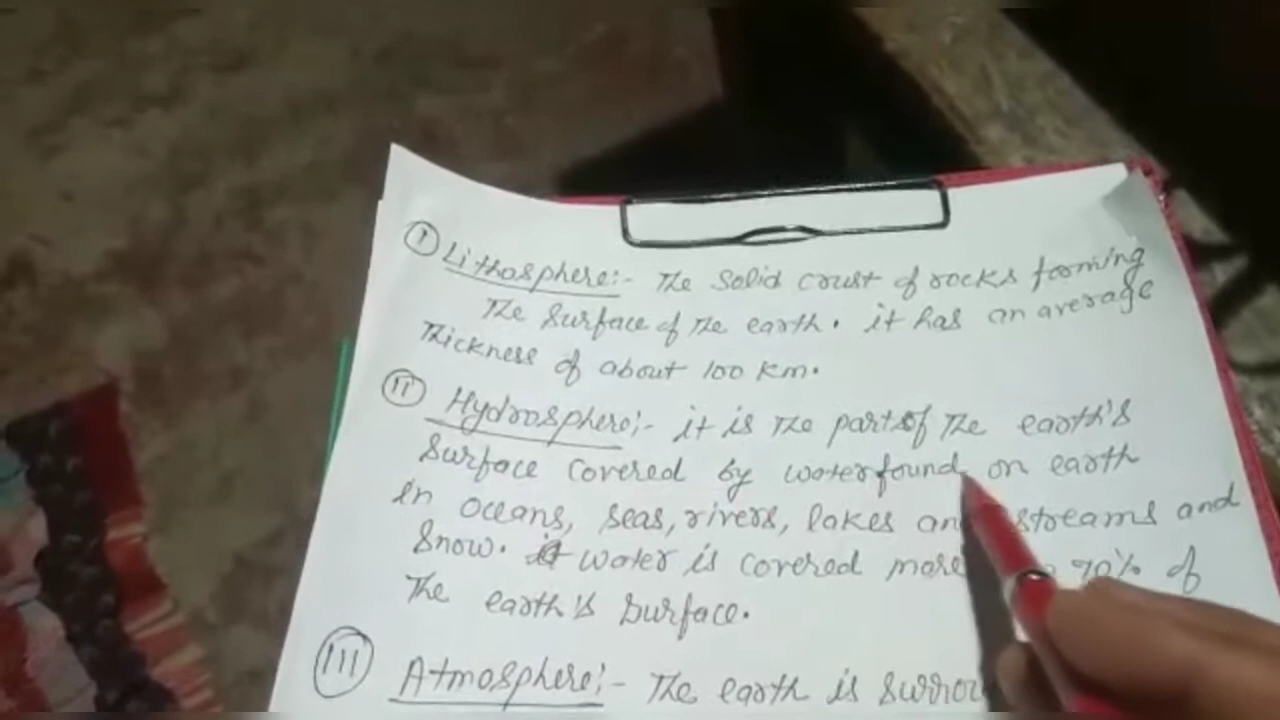 I Lithosphere:- The Solid crust of rocks forming
The Surface of The earth. it has an average
Thickness of about 100 km.
II Hydrosphere:- it is The part of The earth's
Surface covered by water found on earth
in oceans, seas, rivers, lakes and streams and
Snow. water is covered more 70% of
The earth's surface.
III Atmosphere:- The earth is